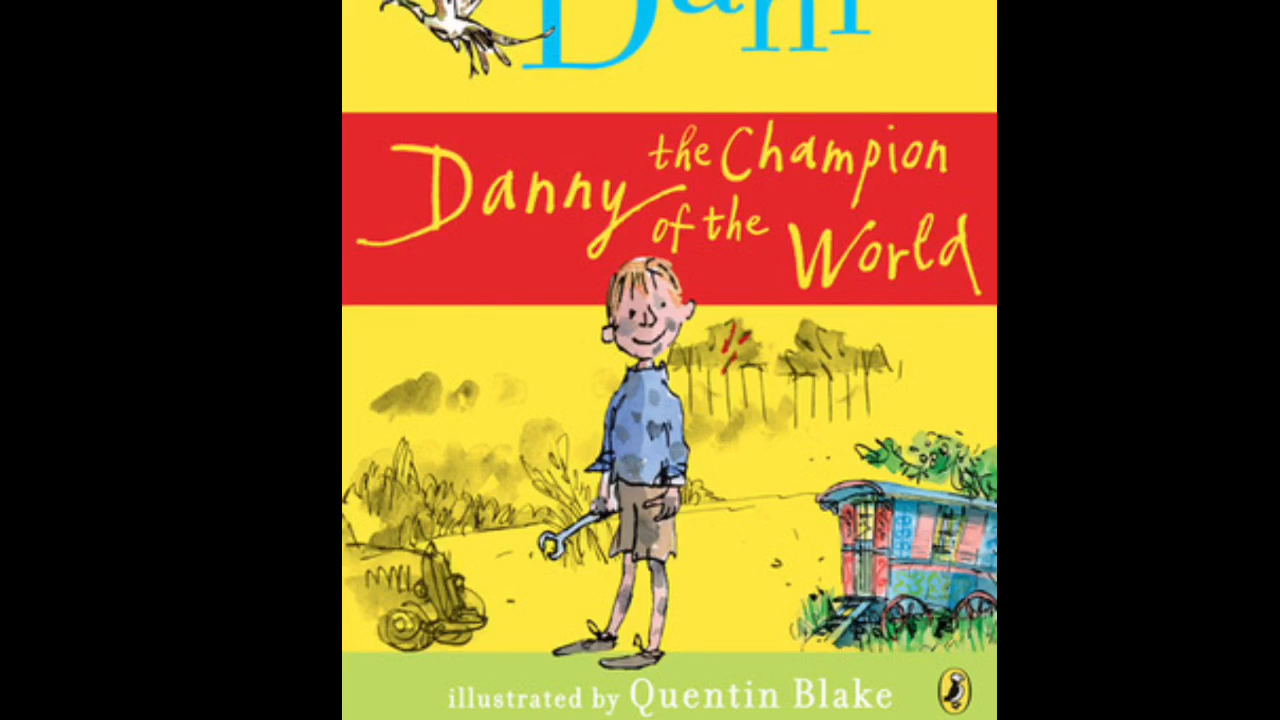 Danny the Champion
of the World
illustrated by Quentin Blake